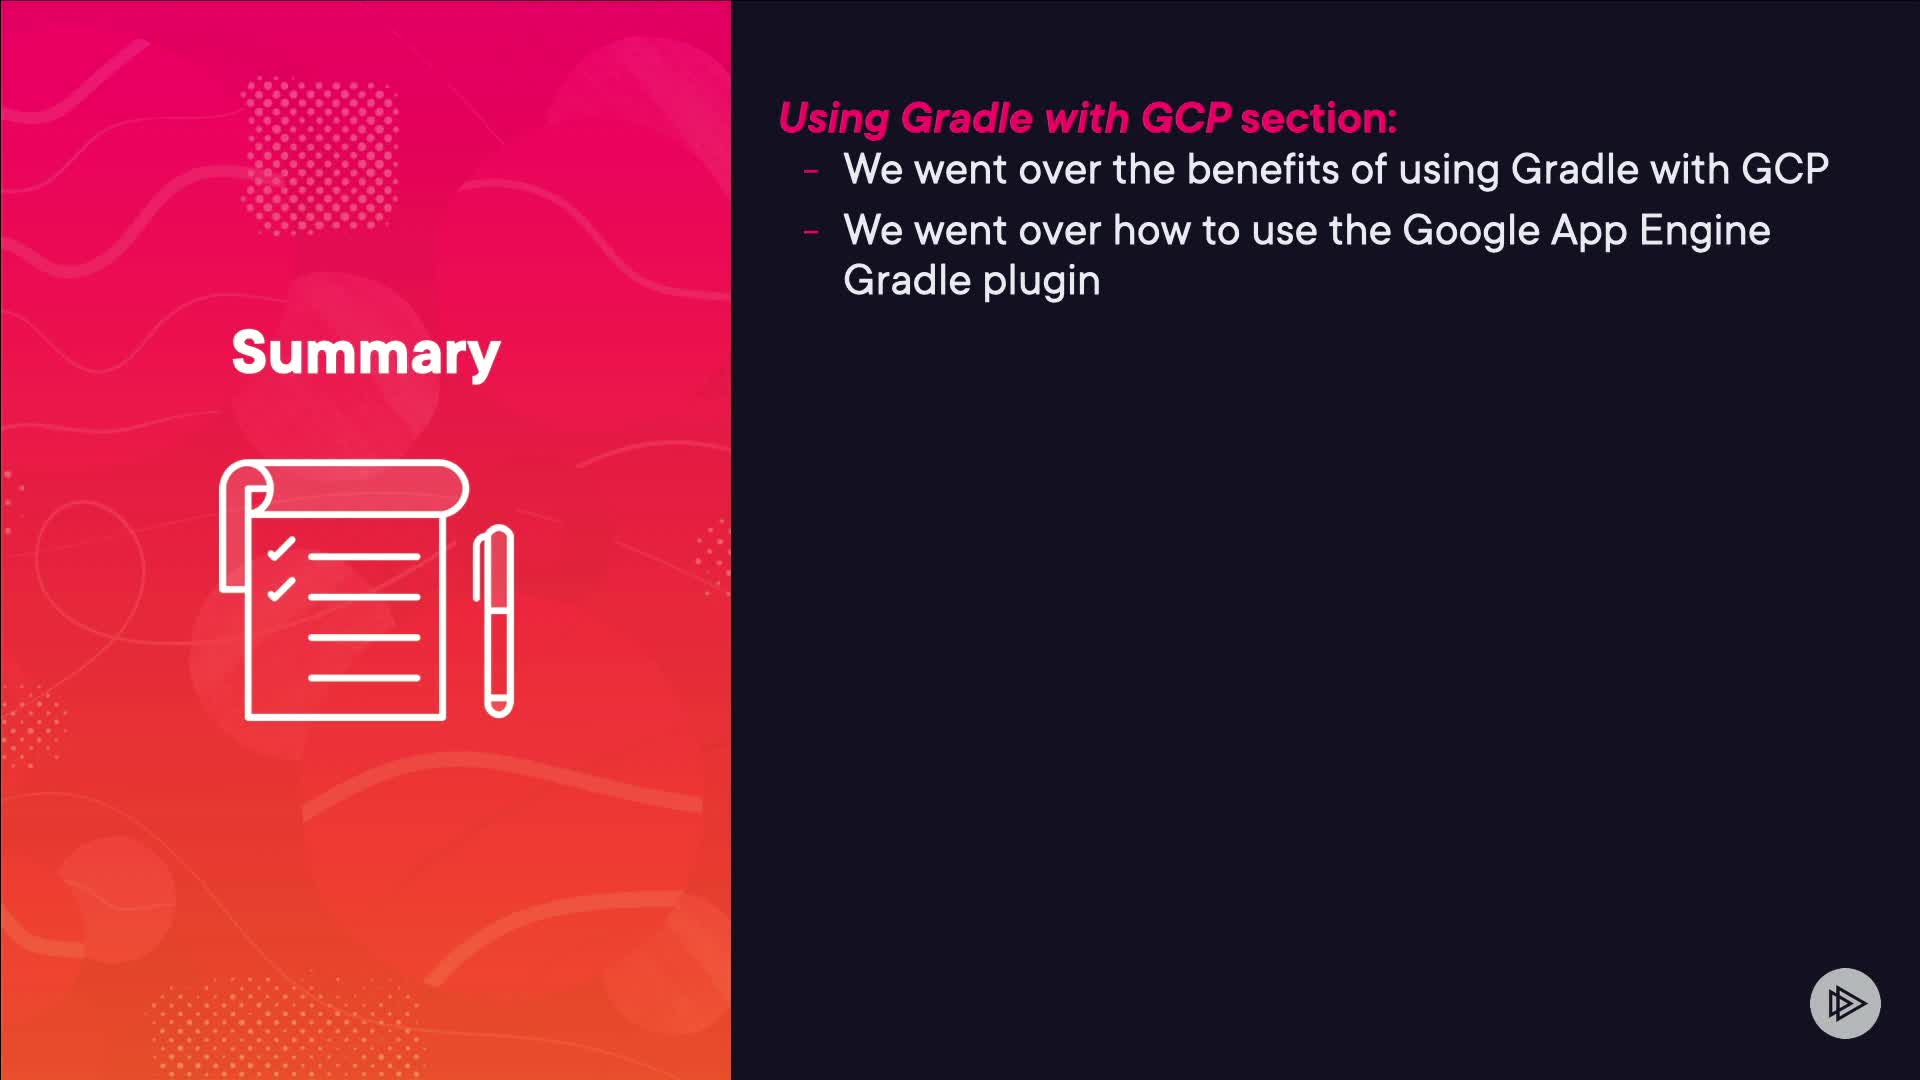 Summary
Using Gradle with GCP section:
- We went over the benefits of using Gradle with GCP
- We went over how to use the Google App Engine
Gradle plugin